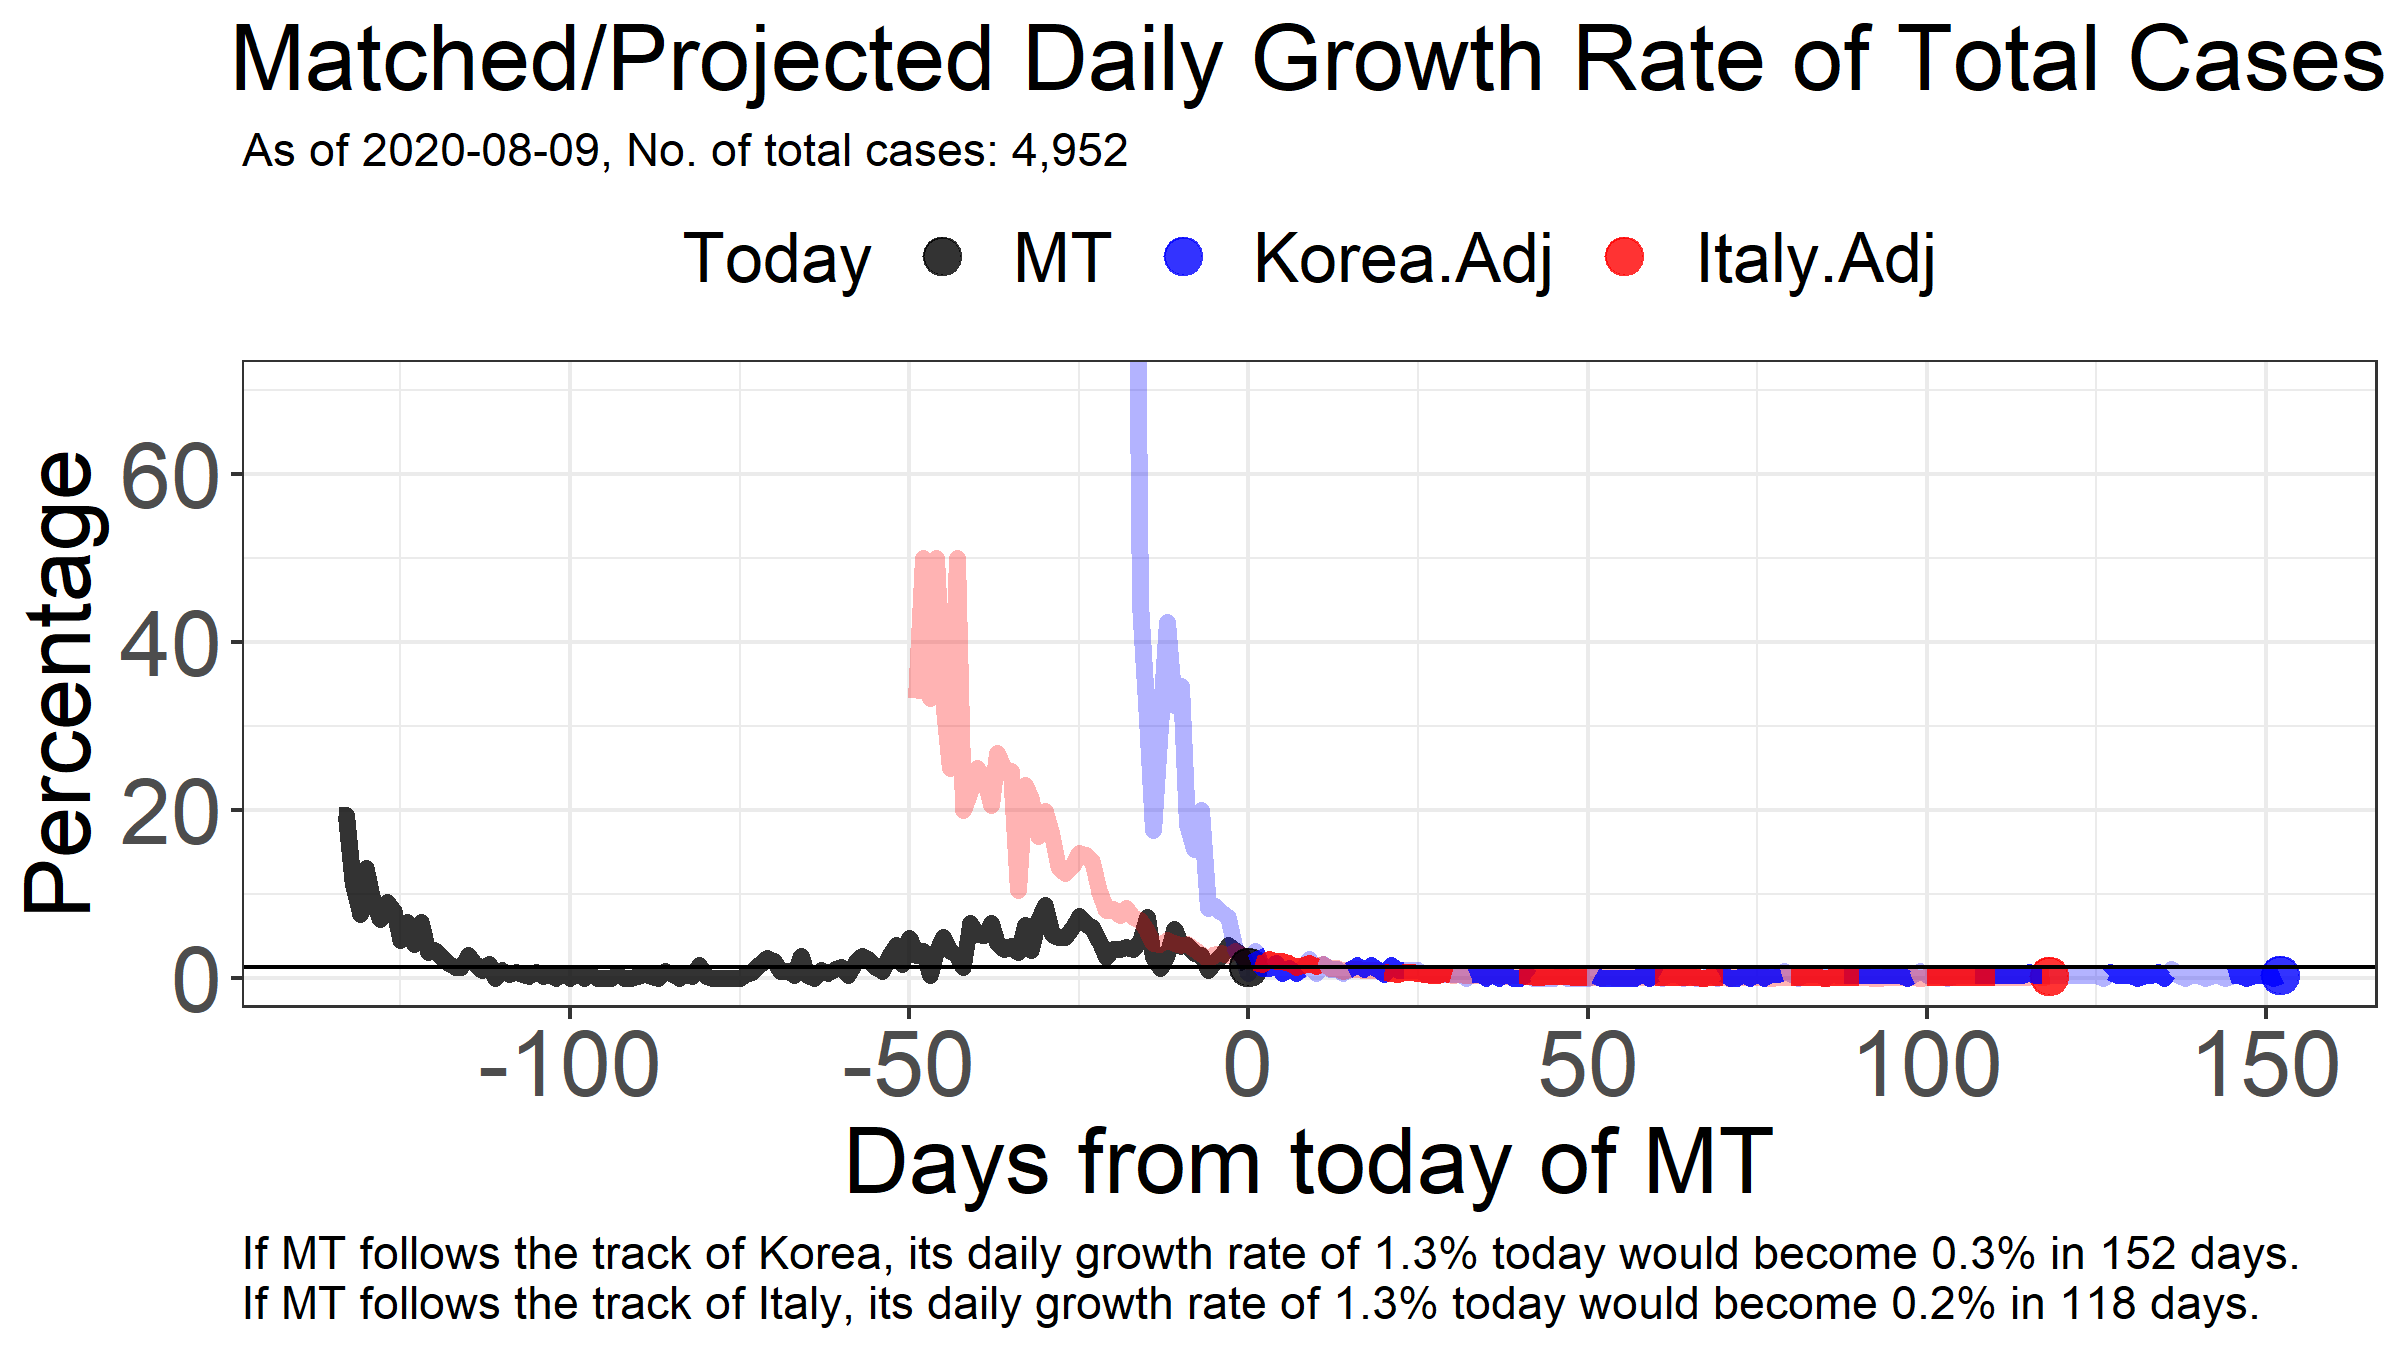 Matched/Projected Daily Growth Rate of Total Cases
As of 2020-08-09, No. of total cases: 4,952
Today MT Korea.Adj Italy.Adj
Percentage
60
40
20
0
-100 -50 0 50 100 150
Days from today of MT
If MT follows the track of Korea, its daily growth rate of 1.3% today would become 0.3% in 152 days.
If MT follows the track of Italy, its daily growth rate of 1.3% today would become 0.2% in 118 days.